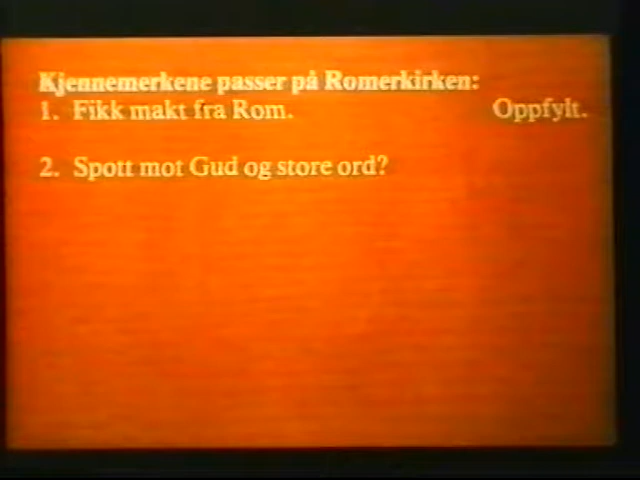 Kjennemerkene passer på Romerkirken:
1. Fikk makt fra Rom. Oppfylt.
2. Spott mot Gud og store ord?